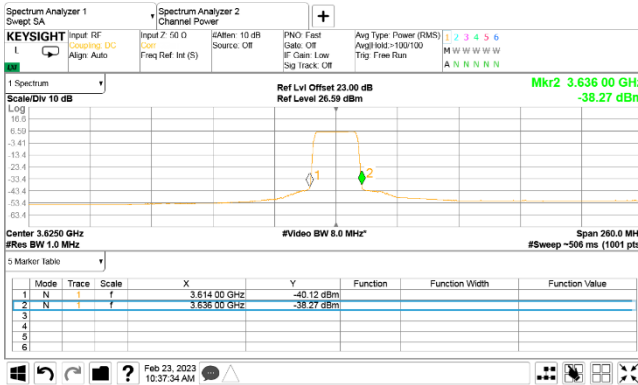 Spectrum Analyzer 1
Swept SA
Spectrum Analyzer 2
Channel Power
KEYSIGHT
L
Input: RF
Coupling: DC
Align: Auto
Input Z: 50 Ω
Corr
Freq Ref: Int (S)
#Atten: 10 dB
Source: Off
PNO: Fast
Gate: Off
IF Gain: Low
Sig Track: Off
Avg Type: Power (RMS)
Avg|Hold:>100/100
Trig: Free Run
1 2 3 4 5 6
M W W W W W
A N N N N N
1 Spectrum
Scale/Div 10 dB
Ref Lvl Offset 23.00 dB
Ref Level 26.59 dBm
Mkr2 3.636 00 GHz
-38.27 dBm
Log
16.6
6.59
-3.41
-13.4
-23.4
-33.4
-43.4
-53.4
-63.4
1
2
Center 3.6250 GHz
#Res BW 1.0 MHz
#Video BW 8.0 MHz*
Span 260.0 MH
#Sweep ~506 ms (1001 pts
5 Marker Table
Mode Trace Scale X Y Function Function Width Function Value
1 N 1 f 3.614 00 GHz -40.12 dBm
2 N 1 f 3.636 00 GHz -38.27 dBm
3
4
5
6
?
Feb 23, 2023
10:37:34 AM